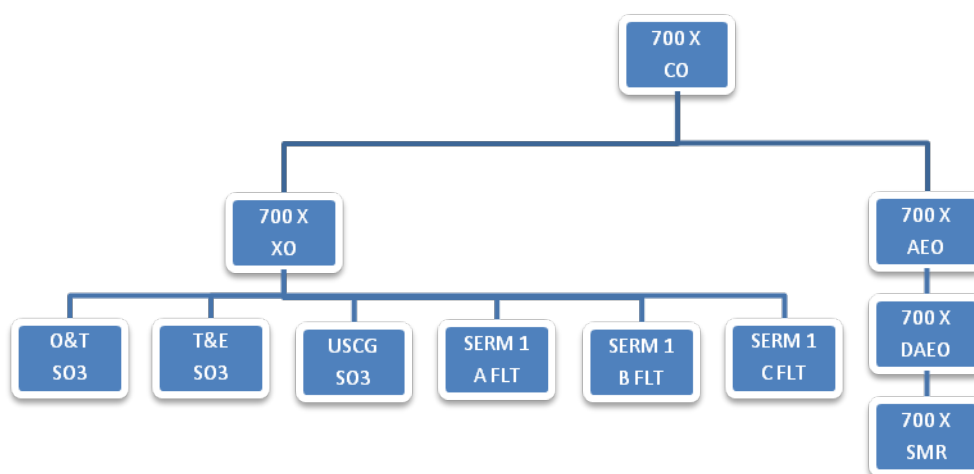 700 X
CO
700 X
XO
700 X
AEO
O&T
SO3
T&E
SO3
USCG
SO3
SERM 1
A FLT
SERM 1
B FLT
SERM 1
C FLT
700 X
DAEO
700 X
SMR